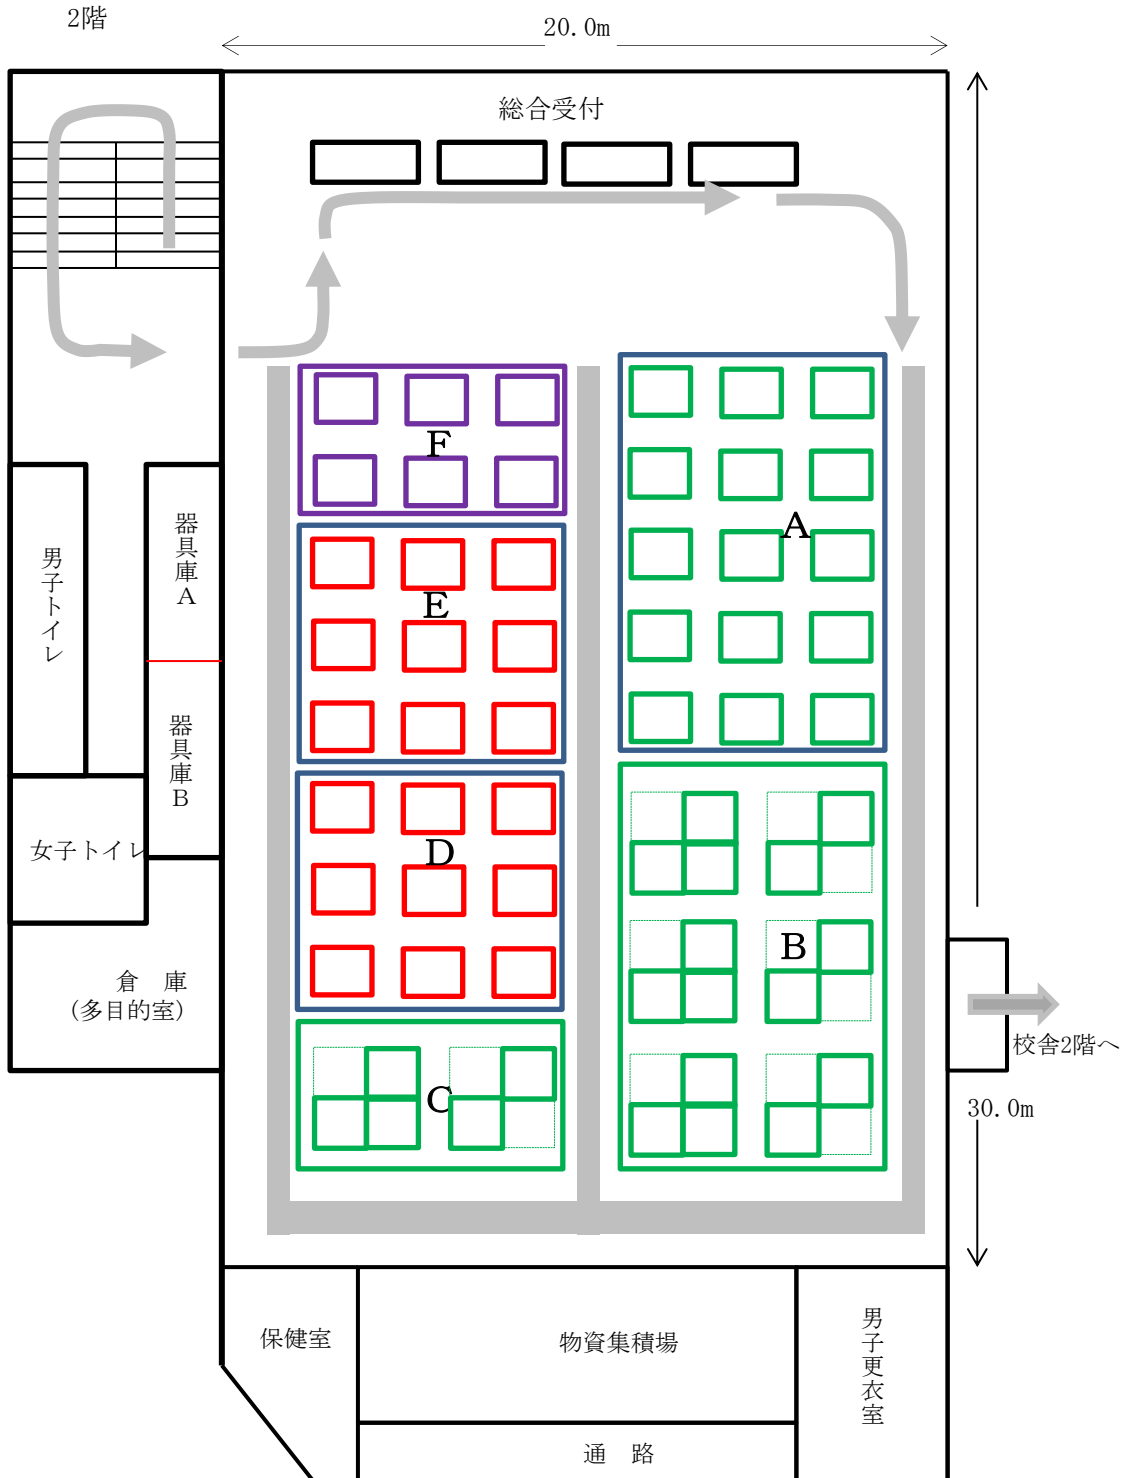 2階
20.0m
総合受付
F
A
E
器具庫A
男子トイレ
器具庫B
D
女子トイレ
B
倉　庫
(多目的室)
校舎2階へ
C
30.0m
保健室
物資集積場
男子更衣室
通　路